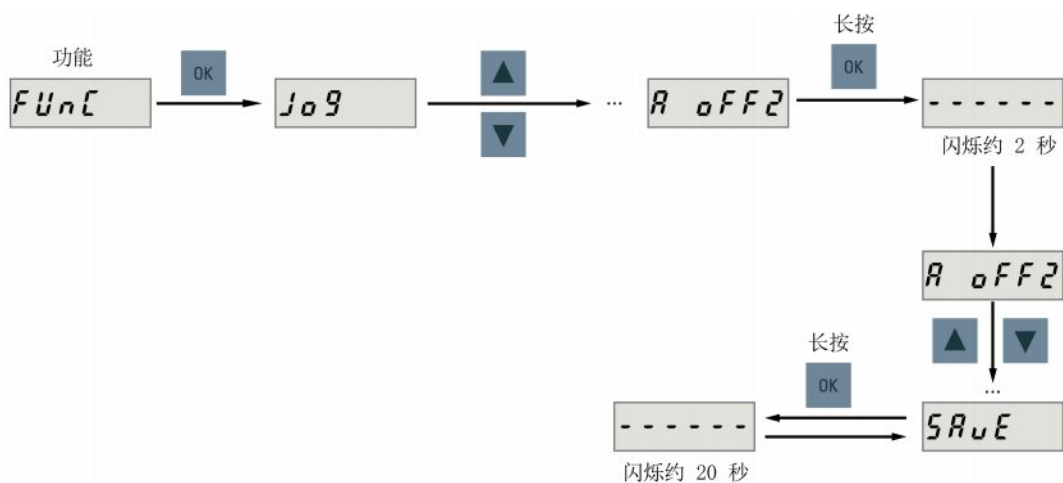 功能
FUnC
OK
Jog
...
A oFF2
长按
OK
------
闪烁约 2 秒
A oFF2
...
SAvE
长按
OK
------
闪烁约 20 秒